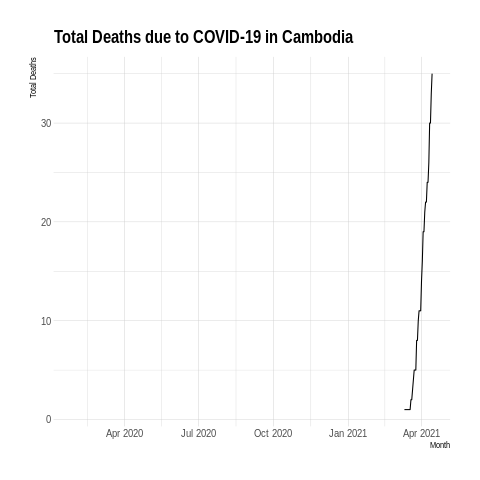 Total Deaths due to COVID-19 in Cambodia
Total Deaths
30
20
10
0
Apr 2020 Jul 2020 Oct 2020 Jan 2021 Apr 2021
Month